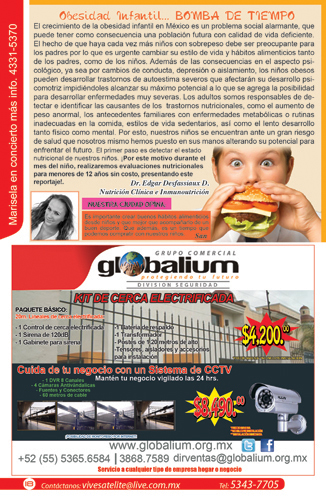 Obesidad Infantil... BOMBA DE TIEMPO
El crecimiento de la obesidad infantil en México es un problema social alarmante, que
puede tener como consecuencia una población futura con calidad de vida deficiente.
El hecho de que haya cada vez más niños con sobrepeso debe ser preocupante para
los padres por lo que es urgente cambiar su estilo de vida y hábitos alimenticios tanto
de los padres, como de los niños. Además de las consecuencias en el aspecto psi-
cológico, ya sea por cambios de conducta, depresión o aislamiento, los niños obesos
pueden desarrollar trastornos de autoestima severos que afectarán su desarrollo psi-
comotriz impidiéndoles alcanzar su máximo potencial a lo que se agrega la posibilidad
para desarrollar enfermedades muy severas. Los adultos somos responsables de de-
tectar e identificar las causantes de los trastornos nutricionales, como el aumento de
peso anormal, los antecedentes familiares con enfermedades metabólicas o rutinas
inadecuadas en la comida, estilos de vida sedentarios, así como el lento desarrollo
tanto físico como mental. Por esto, nuestros niños se encuentran ante un gran riesgo
de salud que nosotros mismo hemos puesto en sus manos alterando su potencial para
enfrentar el futuro. El primer paso es detectar el estado
nutricional de nuestros niños. ¡Por este motivo durante el
mes del niño, realizaremos evaluaciones nutricionales
para menores de 12 años sin costo, presentando este
reportaje!.
Dr. Edgar Desfassiaux D.
Nutrición Clínica e Inmunonutrición
Marisela en concierto más info. 4331-5370
NUESTRA CELEB OPINA
Es importante crear buenos hábitos alimenticios
San
GRUPO COMERCIAL
globalium
protegiendo tu futuro
DIVISION SEGURIDAD
KIT DE CERCA ELECTRIFICADA
PAQUETE BÁSICO:
- 1 Control de cerca electrificada
- 1 Sirena de 120dB
- 1 Gabinete para sirena
- 1 Batería de respaldo
- 1 Transformador
- Postes de 1.20 metros de alto
- Tensores, aisladores y accesorios
para instalación
$4,200.00
Cuida de tu negocio con un Sistema de CCTV
Mantén tu negocio vigilado las 24 hrs.
- 1 DVR 8 Canales
- 4 Cámaras Antivandálicas
- Fuentes y Conectores
- 60 metros de cable
$8,490.00
www.globalium.org.mx
+52 (55) 5365.6584 | 3868.7589 dirventas@globalium.org.mx
Servicio a cualquier tipo de empresa hogar o negocio
18 Contáctanos: vivesatelite@live.com.mx Tel: 5343-7705